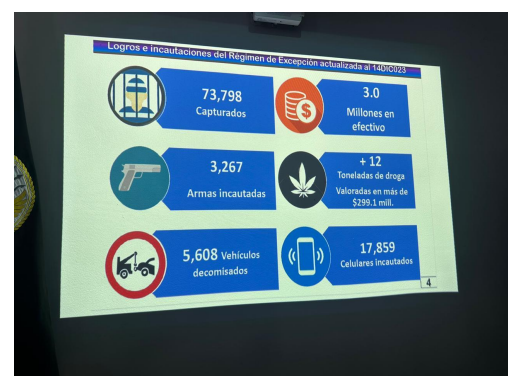 Logros e incautaciones del Régimen de Excepción actualizada al 14DIC023
73,798
Capturados
3.0
Millones en
efectivo
3,267
Armas incautadas
+ 12
Toneladas de droga
Valoradas en más de
$299.1 mill.
5,608 Vehículos
decomisados
17,859
Celulares incautados
4